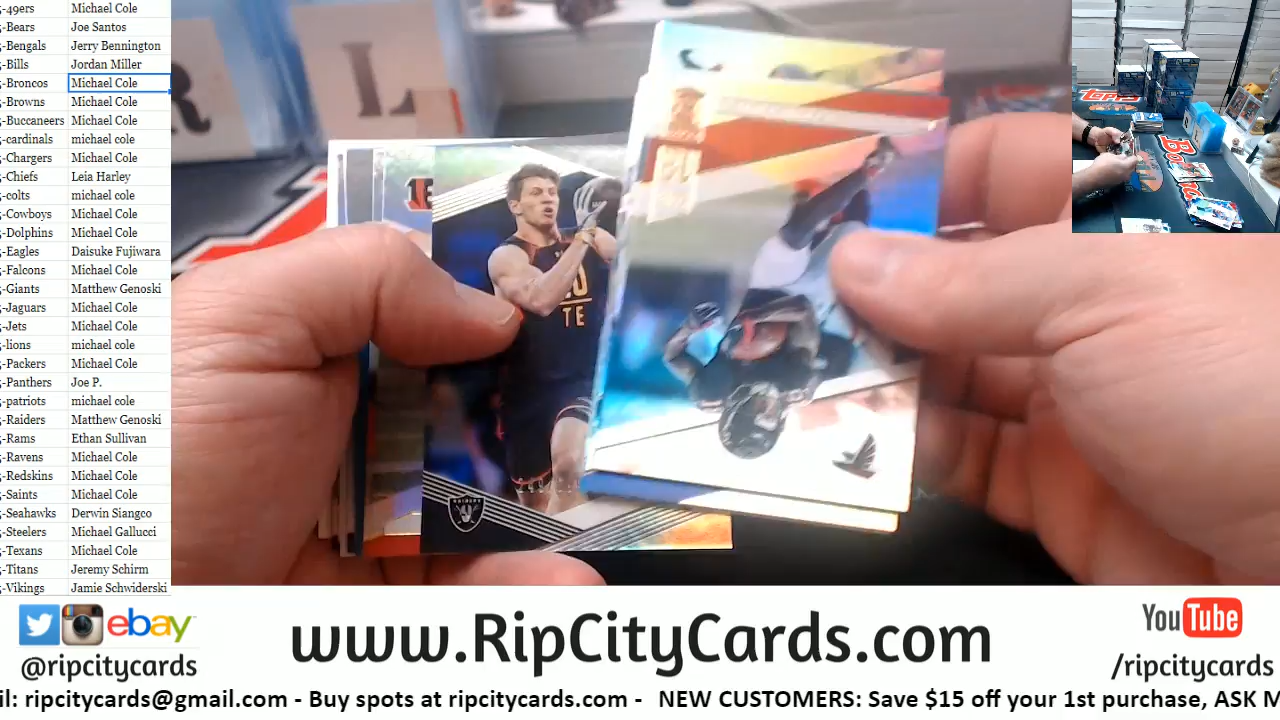 -49ers Michael Cole
-Bears Joe Santos
-Bengals Jerry Bennington
-Bills Jordan Miller
-Broncos Michael Cole
-Browns Michael Cole
-Buccaneers Michael Cole
-cardinals michael cole
-Chargers Michael Cole
-Chiefs Leia Harley
-colts michael cole
-Cowboys Michael Cole
-Dolphins Michael Cole
-Eagles Daisuke Fujiwara
-Falcons Michael Cole
-Giants Matthew Genoski
-Jaguars Michael Cole
-Jets Michael Cole
-lions michael cole
-Packers Michael Cole
-Panthers Joe P.
-patriots michael cole
-Raiders Matthew Genoski
-Rams Ethan Sullivan
-Ravens Michael Cole
-Redskins Michael Cole
-Saints Michael Cole
-Seahawks Derwin Siangco
-Steelers Michael Gallucci
-Texans Michael Cole
-Titans Jeremy Schirm
-Vikings Jamie Schwiderski
R I
TE
RAIDERS
Topps
ebay
@ripcitycards
www.RipCityCards.com
YouTube
/ripcitycards
il: ripcitycards@gmail.com - Buy spots at ripcitycards.com - NEW CUSTOMERS: Save $15 off your 1st purchase, ASK M